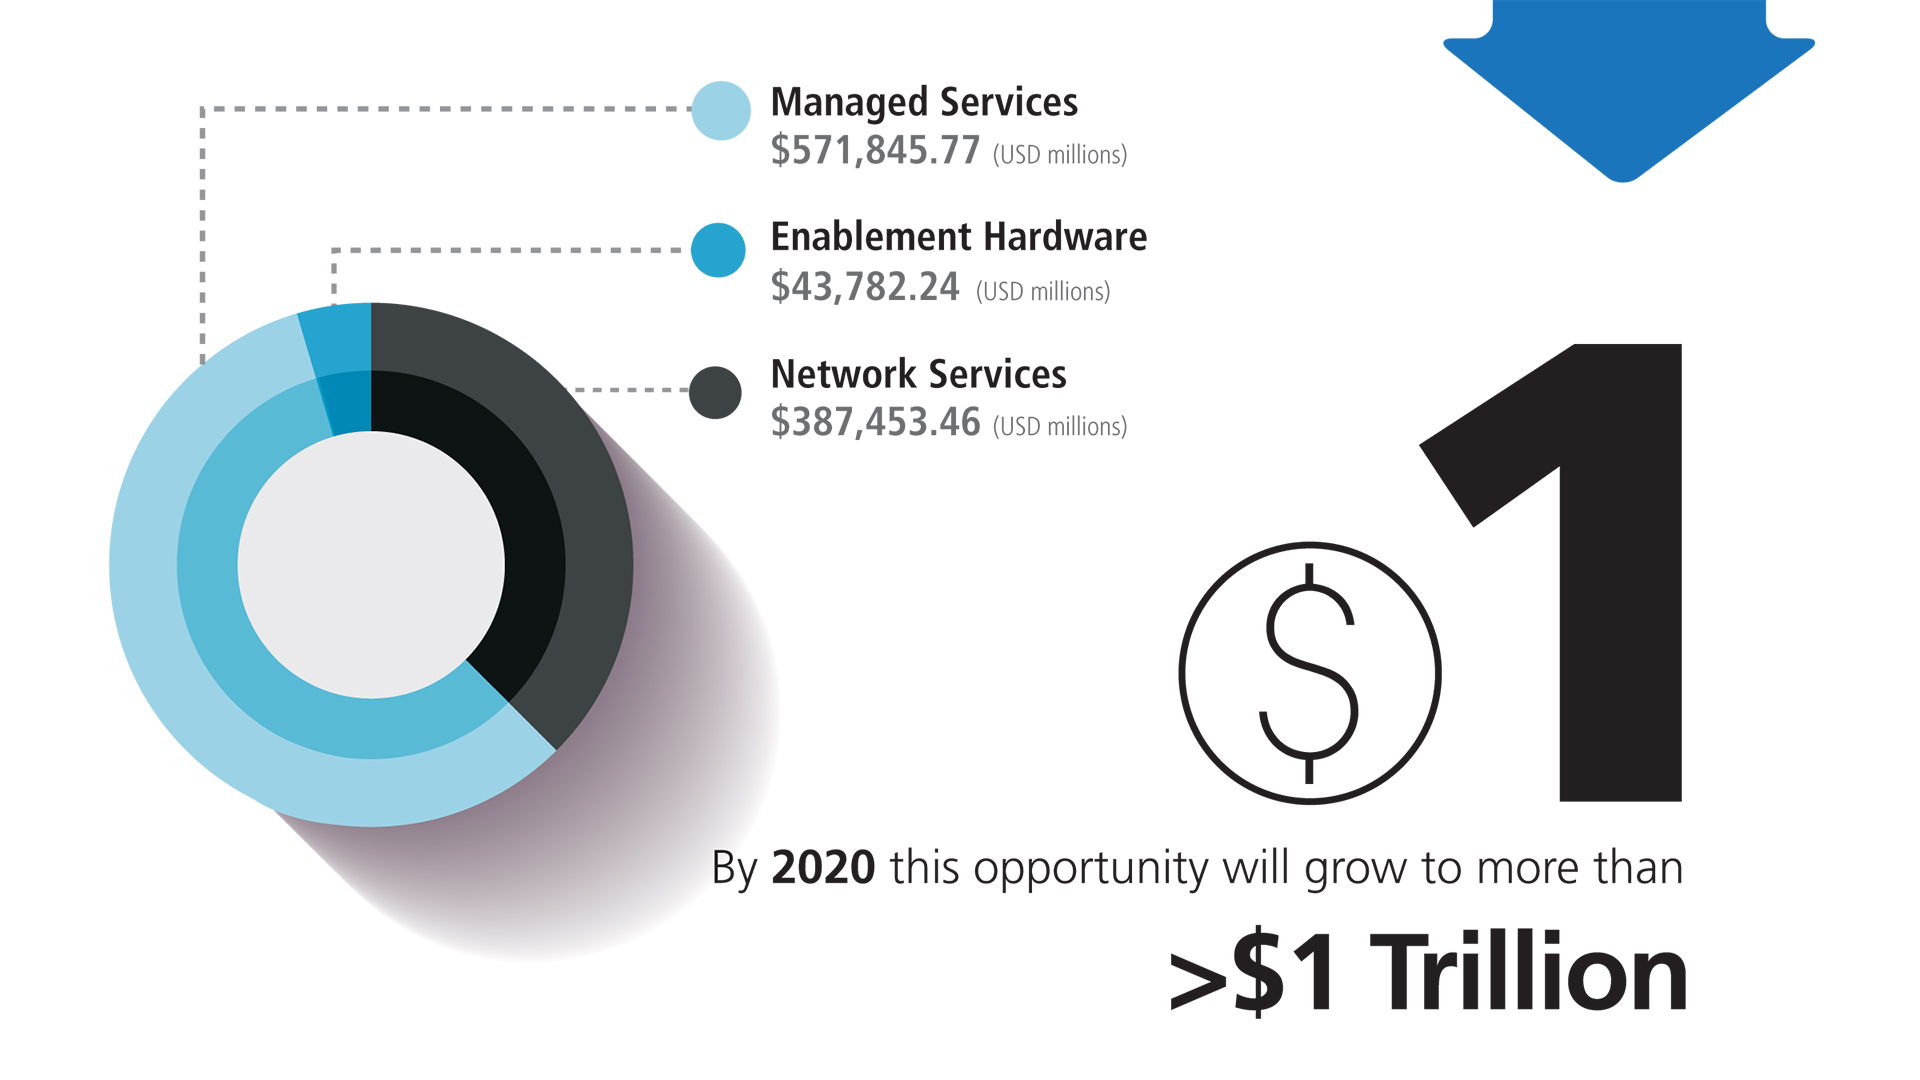 Managed Services
$571,845.77 (USD millions)
Enablement Hardware
$43,782.24 (USD millions)
Network Services
$387,453.46 (USD millions)
$1
By 2020 this opportunity will grow to more than
>$1 Trillion